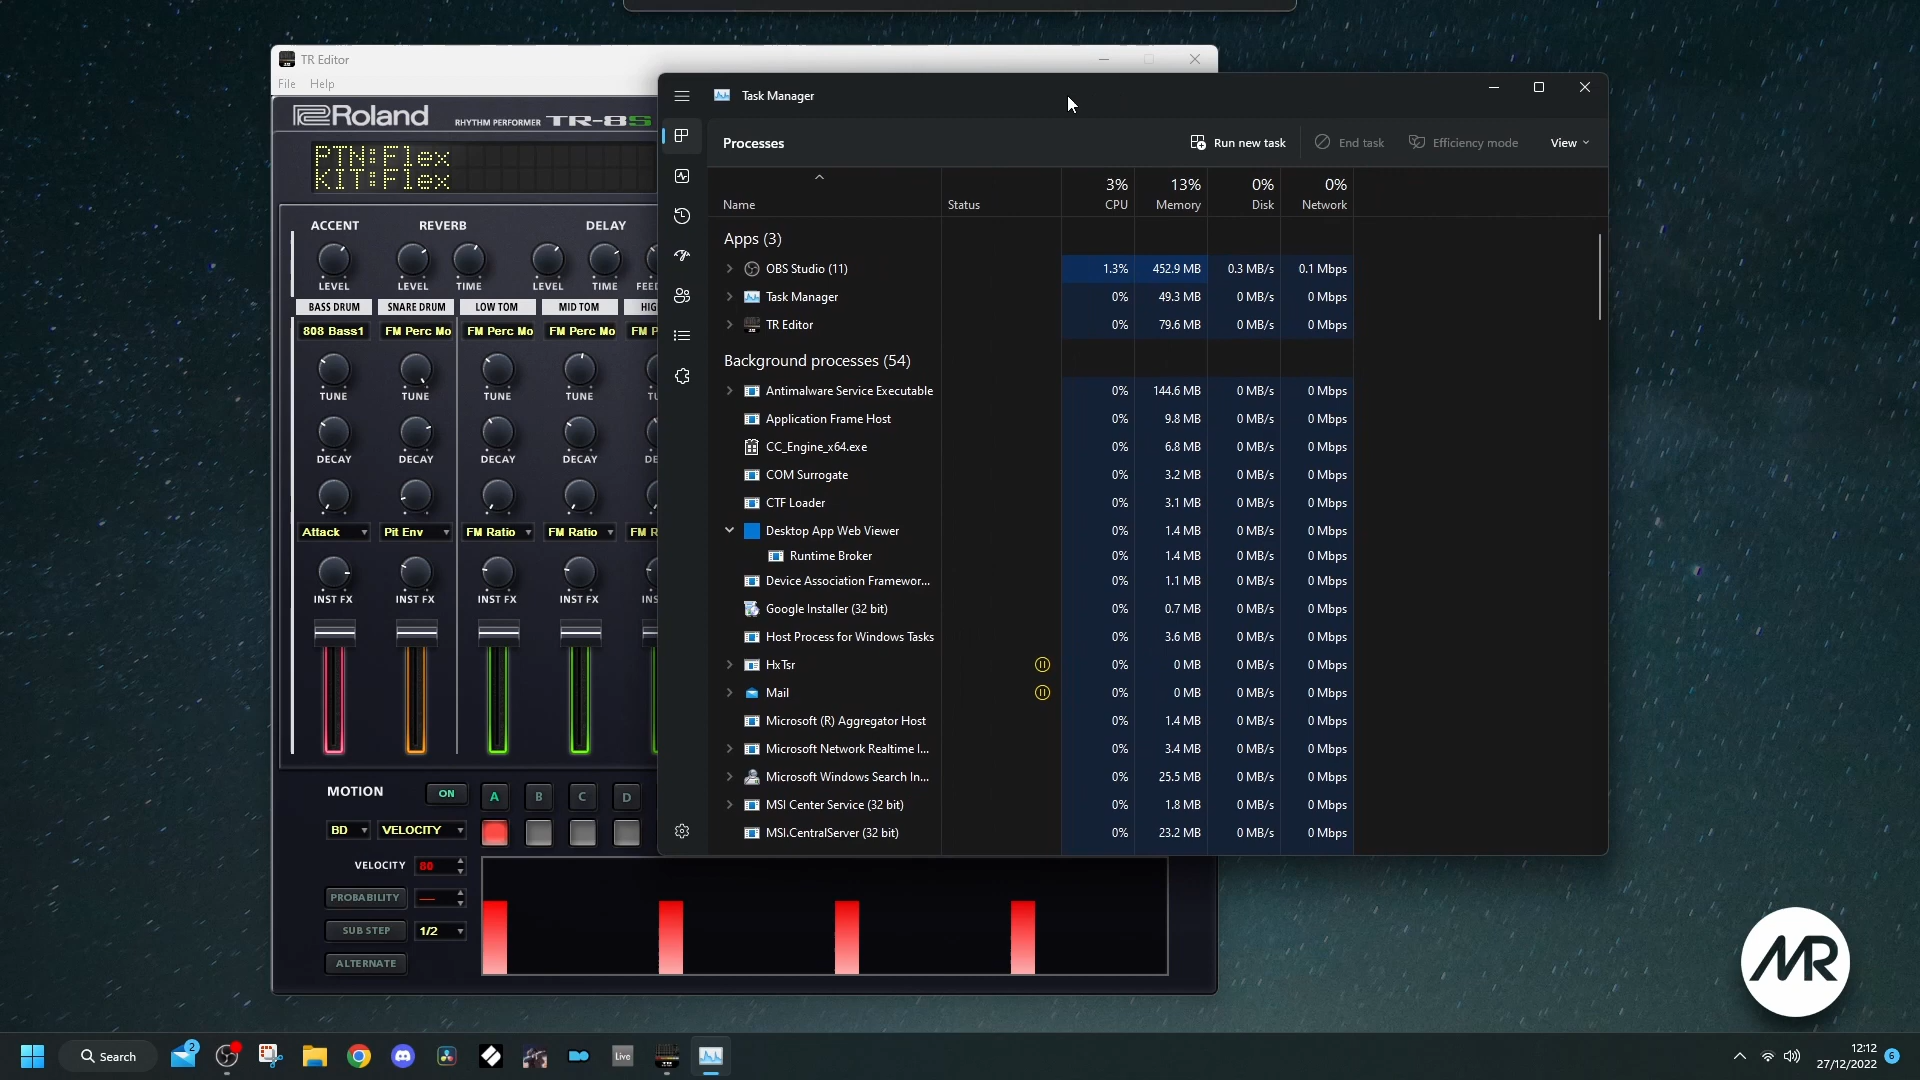 TR Editor
File Help
Roland
RHYTHM PERFORMER TR-8S
PTN:Flex
KIT:Flex
ACCENT REVERB DELAY
LEVEL LEVEL TIME LEVEL TIME FEED
BASS DRUM SNARE DRUM LOW TOM MID TOM HIG
808 Bass1 FM Perc Mo FM Perc Mo FM Perc Mo FM P
TUNE TUNE TUNE TUNE TU
DECAY DECAY DECAY DECAY DE
Attack Pit Env FM Ratio FM Ratio FM R
INST FX INST FX INST FX INST FX INS
MOTION ON A B C D
BD VELOCITY
VELOCITY 80
PROBABILITY ---
SUB STEP 1/2
ALTERNATE
Task Manager
Processes Run new task End task Efficiency mode View
3% 13% 0% 0%
Name Status CPU Memory Disk Network
Apps (3)
OBS Studio (11) 1.3% 452.9 MB 0.3 MB/s 0.1 Mbps
Task Manager 0% 49.3 MB 0 MB/s 0 Mbps
TR Editor 0% 79.6 MB 0 MB/s 0 Mbps
Background processes (54)
Antimalware Service Executable 0% 144.6 MB 0 MB/s 0 Mbps
Application Frame Host 0% 9.8 MB 0 MB/s 0 Mbps
CC_Engine_x64.exe 0% 6.8 MB 0 MB/s 0 Mbps
COM Surrogate 0% 3.2 MB 0 MB/s 0 Mbps
CTF Loader 0% 3.1 MB 0 MB/s 0 Mbps
Desktop App Web Viewer 0% 1.4 MB 0 MB/s 0 Mbps
Runtime Broker 0% 1.4 MB 0 MB/s 0 Mbps
Device Association Framewor... 0% 1.1 MB 0 MB/s 0 Mbps
Google Installer (32 bit) 0% 0.7 MB 0 MB/s 0 Mbps
Host Process for Windows Tasks 0% 3.6 MB 0 MB/s 0 Mbps
HxTsr 0% 0 MB 0 MB/s 0 Mbps
Mail 0% 0 MB 0 MB/s 0 Mbps
Microsoft (R) Aggregator Host 0% 1.4 MB 0 MB/s 0 Mbps
Microsoft Network Realtime I... 0% 3.4 MB 0 MB/s 0 Mbps
Microsoft Windows Search In... 0% 25.5 MB 0 MB/s 0 Mbps
MSI Center Service (32 bit) 0% 1.8 MB 0 MB/s 0 Mbps
MSI.CentralServer (32 bit) 0% 23.2 MB 0 MB/s 0 Mbps
MR
Search 2 Live 12:12
27/12/2022 6